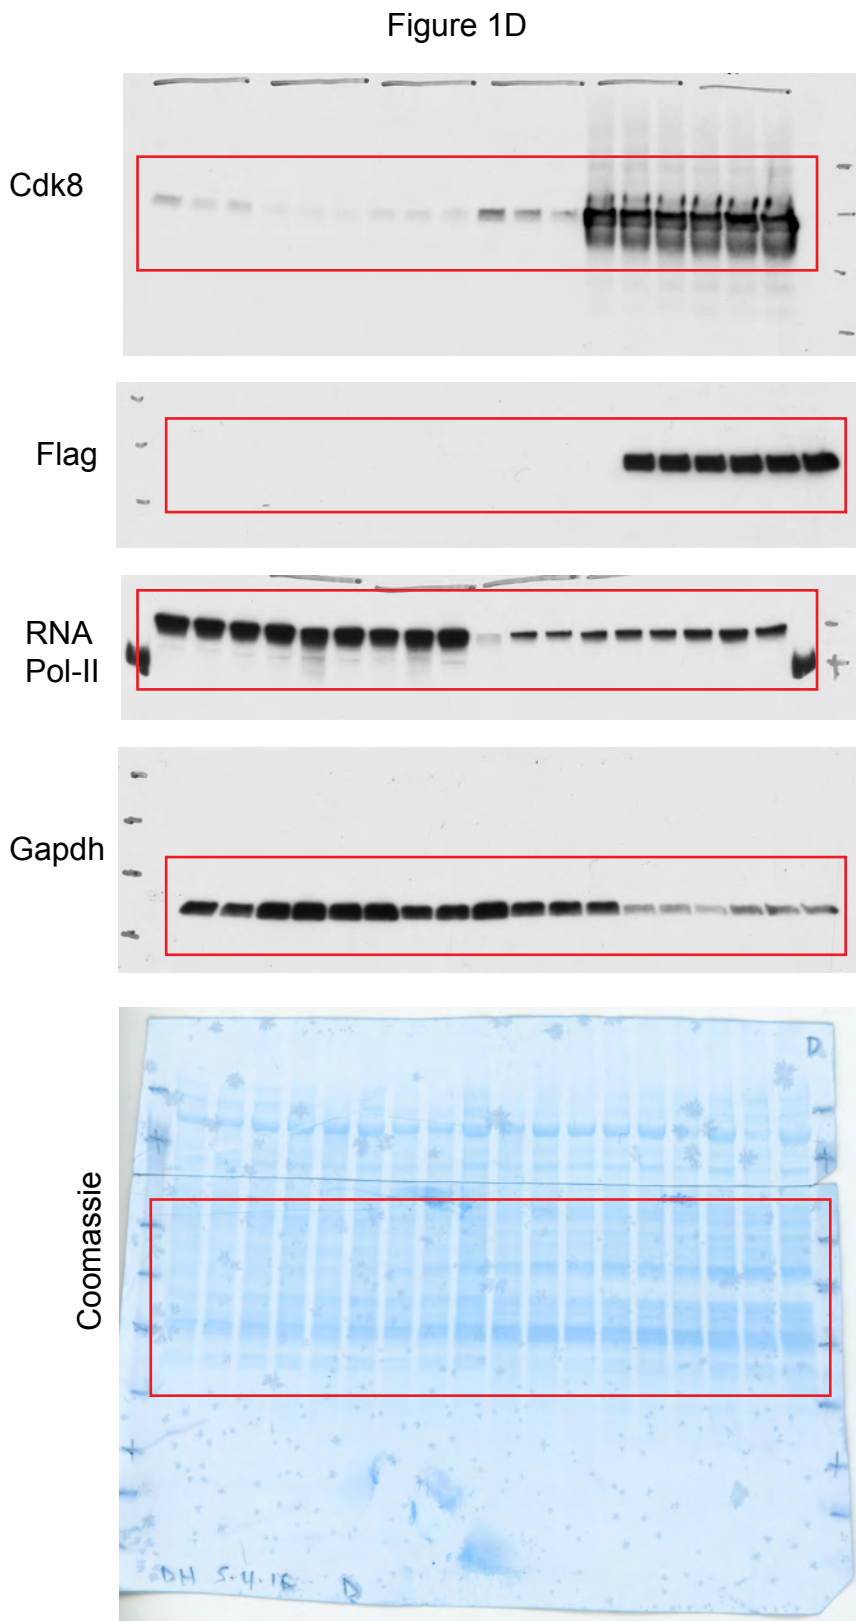 Figure 1D
Cdk8
Flag
RNA
Pol-II
Gapdh
Coomassie
D
DH 5.4.16 D